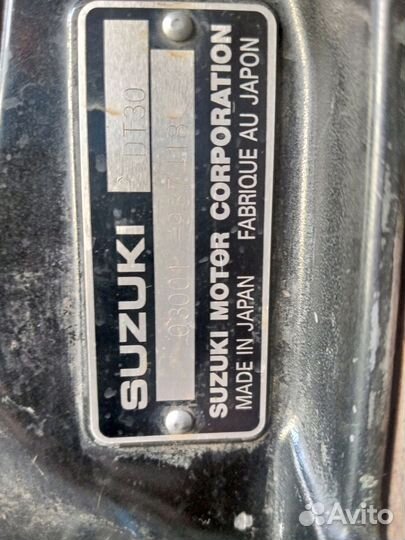 SUZUKI DT30
SUZUKI MOTOR CORPORATION
MADE IN JAPAN FABRIQUE AU JAPON
Avito